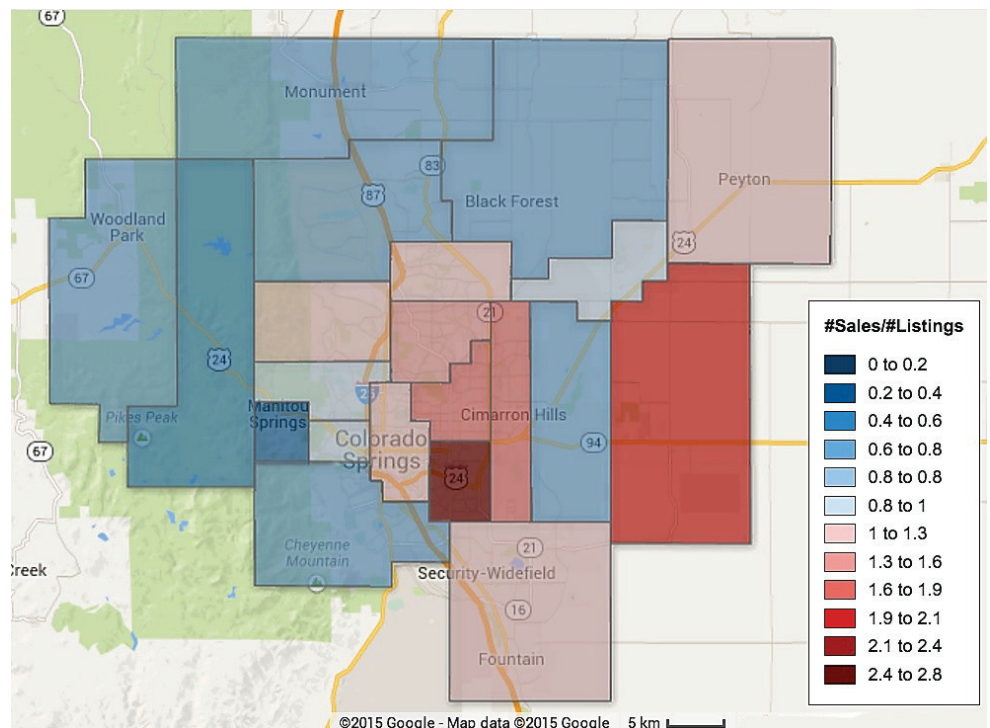 67
Monument
83
87
Black Forest
Peyton
Woodland
Park
24
67
21
#Sales/#Listings
0 to 0.2
24
0.2 to 0.4
25
0.4 to 0.6
Pikes Peak
Manitou
Springs
Cimarron Hills
0.6 to 0.8
67
Colorado
Springs
94
0.8 to 0.8
24
0.8 to 1
1 to 1.3
Cheyenne
Mountain
21
1.3 to 1.6
Creek
Security-Widefield
1.6 to 1.9
16
1.9 to 2.1
2.1 to 2.4
Fountain
2.4 to 2.8
©2015 Google - Map data ©2015 Google 5 km